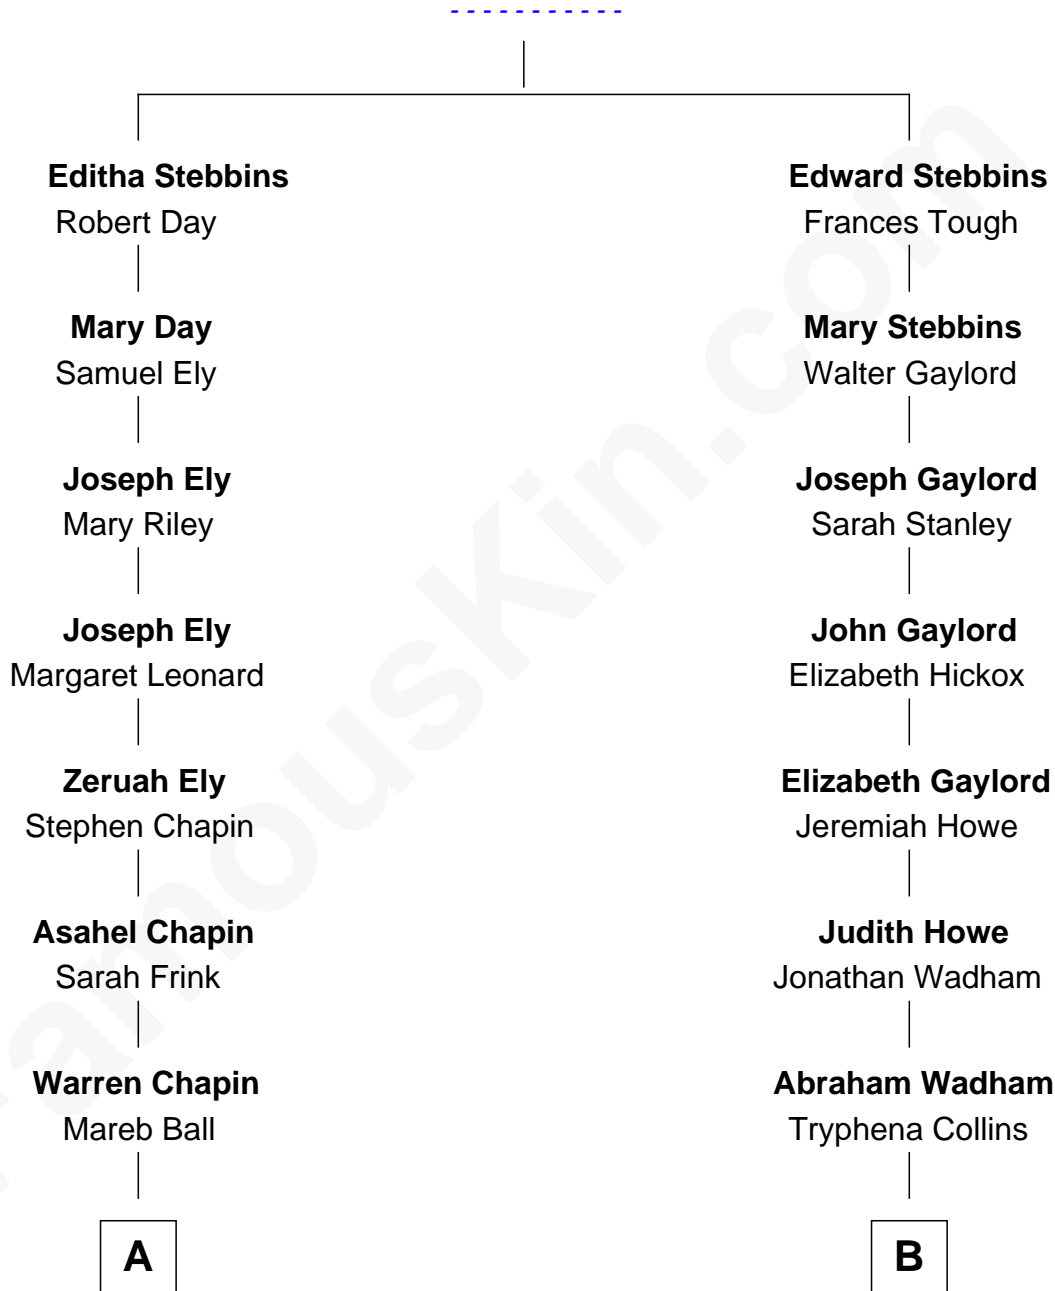 - - - - - - - - - - -
Editha Stebbins
Robert Day
Mary Day
Samuel Ely
Joseph Ely
Mary Riley
Joseph Ely
Margaret Leonard
Zeruah Ely
Stephen Chapin
Asahel Chapin
Sarah Frink
Warren Chapin
Mareb Ball
A
Edward Stebbins
Frances Tough
Mary Stebbins
Walter Gaylord
Joseph Gaylord
Sarah Stanley
John Gaylord
Elizabeth Hickox
Elizabeth Gaylord
Jeremiah Howe
Judith Howe
Jonathan Wadham
Abraham Wadham
Tryphena Collins
B
FamousKin.com